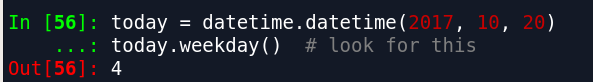 In [56]: today = datetime.datetime(2017, 10, 20)
    ...: today.weekday()  # look for this
Out[56]: 4